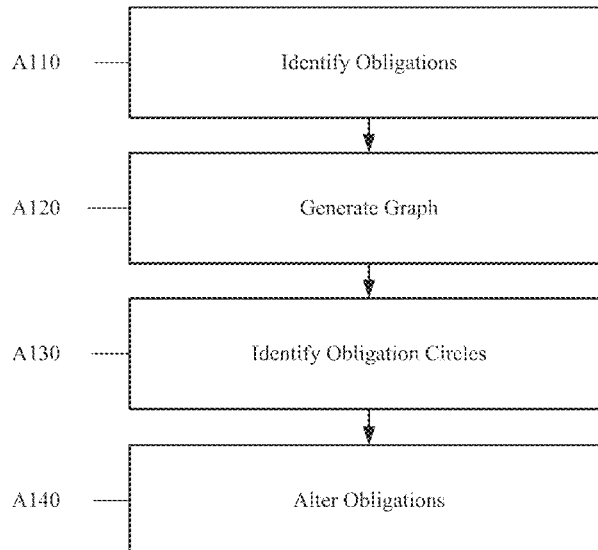 A110
Identify Obligations
A120
Generate Graph
A130
Identify Obligation Circles
A140
Alter Obligations